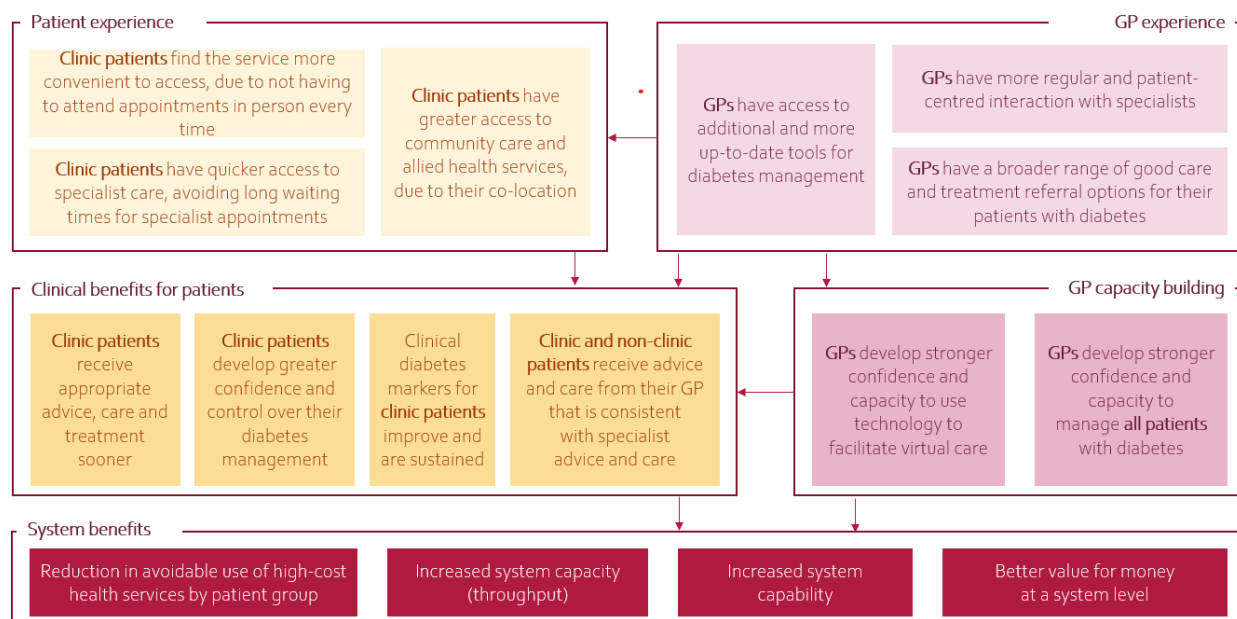 Patient experience
Clinic patients find the service more
convenient to access, due to not having
to attend appointments in person every
time
Clinic patients have quicker access to
specialist care, avoiding long waiting
times for specialist appointments
Clinic patients have
greater access to
community care and
allied health services,
due to their co-location
GP experience
GPs have access to
additional and more
up-to-date tools for
diabetes management
GPs have more regular and patient-
centred interaction with specialists
GPs have a broader range of good care
and treatment referral options for their
patients with diabetes
Clinical benefits for patients
Clinic patients
receive
appropriate
advice, care and
treatment
sooner
Clinic patients
develop greater
confidence and
control over their
diabetes
management
Clinical
diabetes
markers for
clinic patients
improve and
are sustained
Clinic and non-clinic
patients receive advice
and care from their GP
that is consistent
with specialist
advice and care
GP capacity building
GPs develop stronger
confidence and
capacity to use
technology to
facilitate virtual care
GPs develop stronger
confidence and
capacity to
manage all patients
with diabetes
System benefits
Reduction in avoidable use of high-cost
health services by patient group
Increased system capacity
(throughput)
Increased system
capability
Better value for money
at a system level